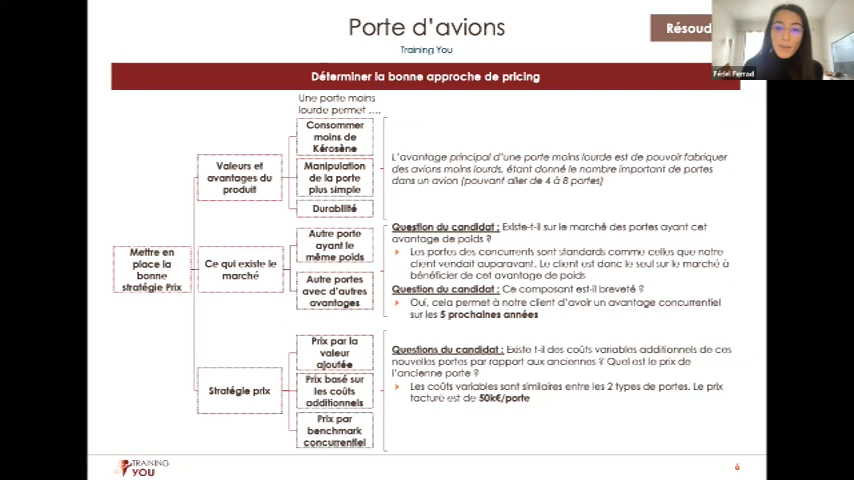 Porte d'avions
Training You
Résoud
Fériel Ferrad
Déterminer la bonne approche de pricing
Une porte moins
lourde permet ….
Consommer
moins de
Kérosène
Valeurs et
avantages du
produit
Manipulation
de la porte
plus simple
Durabilité
L'avantage principal d'une porte moins lourde est de pouvoir fabriquer
des avions moins lourds, étant donné le nombre important de portes
dans un avion (pouvant aller de 4 à 8 portes)
Mettre en
place la
bonne
stratégie Prix
Ce qui existe le
marché
Autre porte
ayant le
même poids
Autre portes
avec d'autres
avantages
Question du candidat : Existe-t-il sur le marché des portes ayant cet
avantage de poids ?
Les portes des concurrents sont standards comme celles que notre
client vendait auparavant. Le client est donc le seul sur le marché à
bénéficier de cet avantage de poids
Question du candidat : Ce composant est-il breveté ?
Oui, cela permet à notre client d'avoir un avantage concurrentiel
sur les 5 prochaines années
Stratégie prix
Prix par la
valeur
ajoutée
Prix basé sur
les coûts
additionnels
Prix par
benchmark
concurrentiel
Questions du candidat : Existe t-il des coûts variables additionnels de ces
nouvelles portes par rapport aux anciennes ? Quel est le prix de
l'ancienne porte ?
Les coûts variables sont similaires entre les 2 types de portes. Le prix
facturé est de 50k€/porte
TRAINING
YOU
6